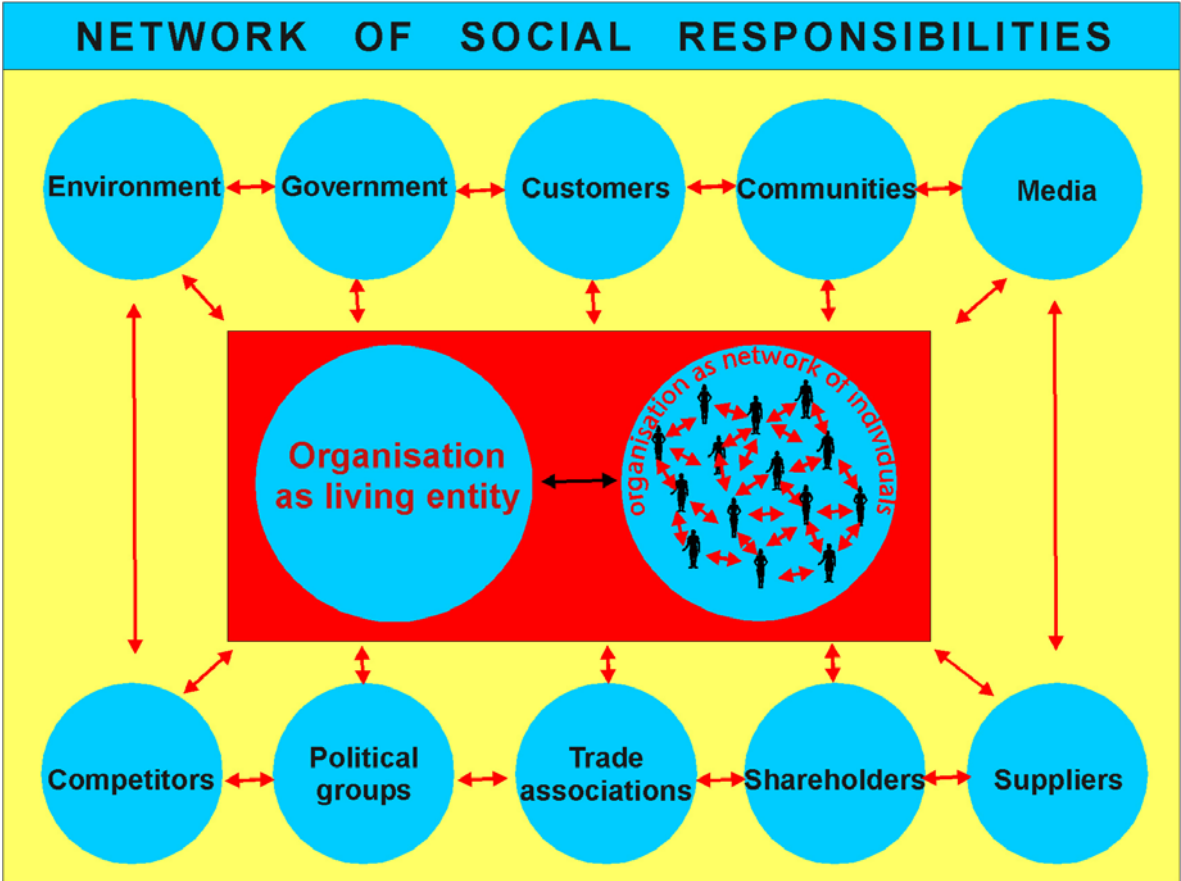 NETWORK OF SOCIAL RESPONSIBILITIES
Environment
Government
Customers
Communities
Media
Organisation
as living entity
organisation as network of individuals
Competitors
Political
groups
Trade
associations
Shareholders
Suppliers